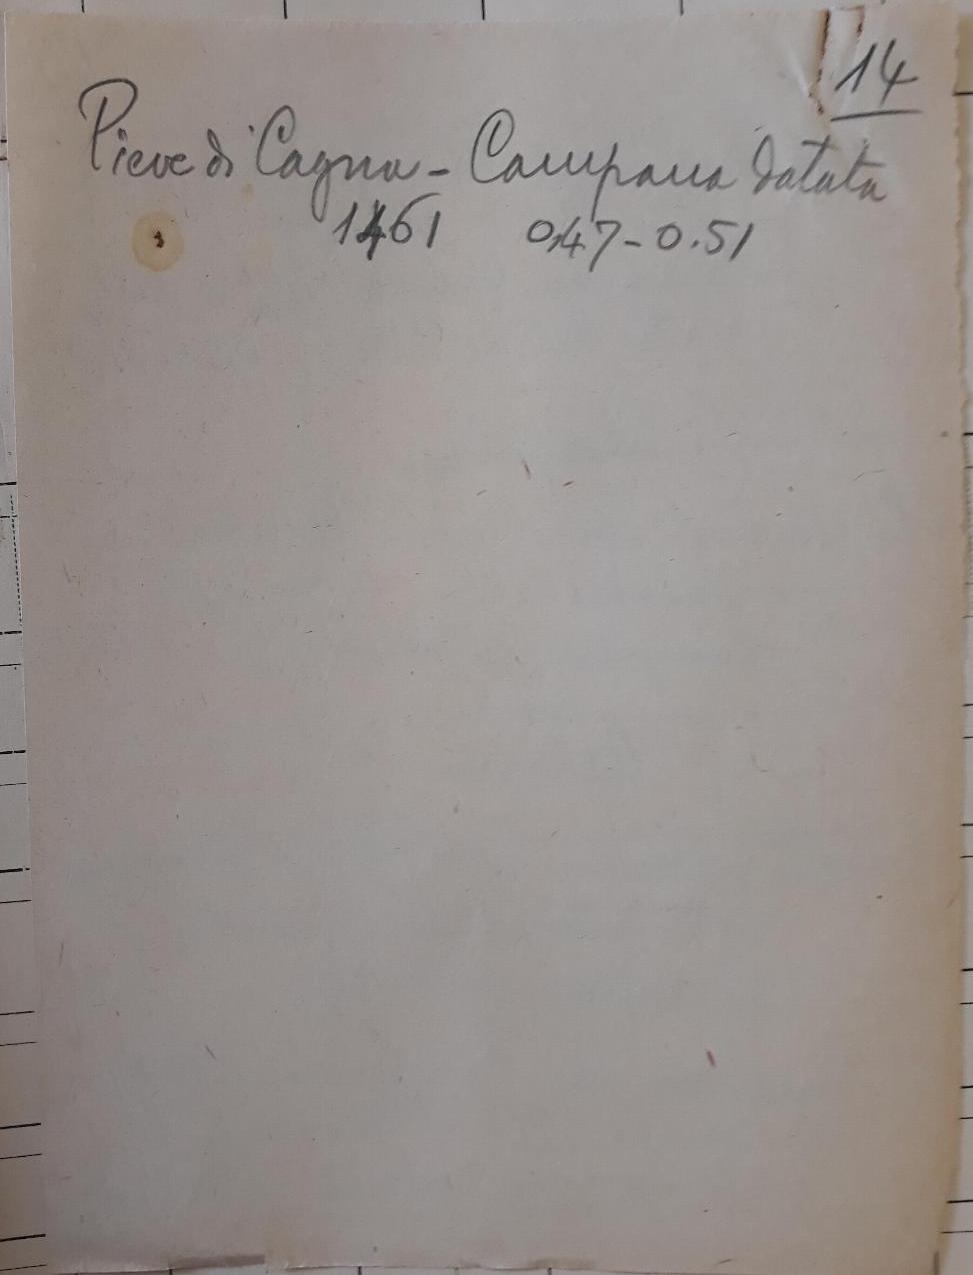 14
Pieve di Cagna - Campana datata
1461 0,47-0.51